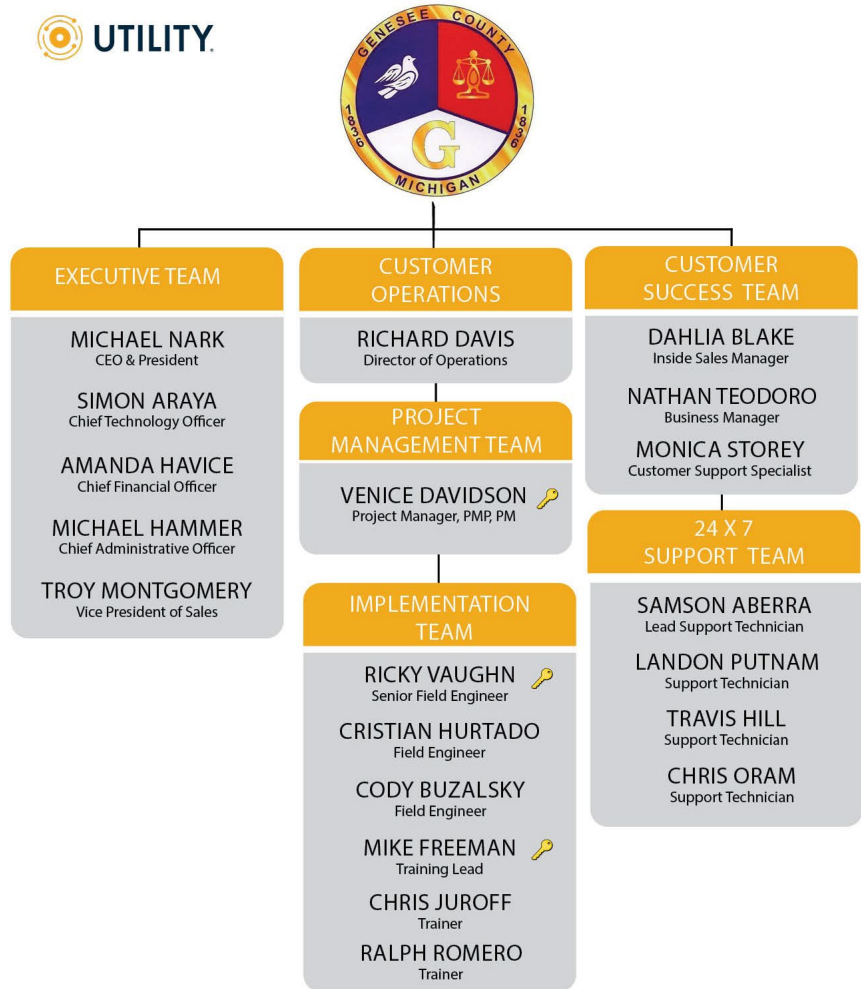 UTILITY.
GENESEE COUNTY
1836
1836
G
MICHIGAN
EXECUTIVE TEAM
MICHAEL NARK
CEO & President
SIMON ARAYA
Chief Technology Officer
AMANDA HAVICE
Chief Financial Officer
MICHAEL HAMMER
Chief Administrative Officer
TROY MONTGOMERY
Vice President of Sales
CUSTOMER
OPERATIONS
RICHARD DAVIS
Director of Operations
PROJECT
MANAGEMENT TEAM
VENICE DAVIDSON
Project Manager, PMP, PM
IMPLEMENTATION
TEAM
RICKY VAUGHN
Senior Field Engineer
CRISTIAN HURTADO
Field Engineer
CODY BUZALSKY
Field Engineer
MIKE FREEMAN
Training Lead
CHRIS JUROFF
Trainer
RALPH ROMERO
Trainer
CUSTOMER
SUCCESS TEAM
DAHLIA BLAKE
Inside Sales Manager
NATHAN TEODORO
Business Manager
MONICA STOREY
Customer Support Specialist
24 X 7
SUPPORT TEAM
SAMSON ABERRA
Lead Support Technician
LANDON PUTNAM
Support Technician
TRAVIS HILL
Support Technician
CHRIS ORAM
Support Technician